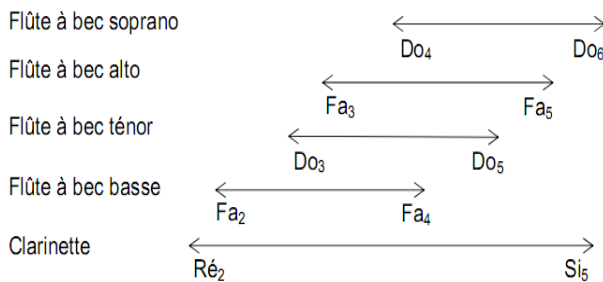 Flûte à bec soprano
Do₄ Do₆
Flûte à bec alto
Fa₃ Fa₅
Flûte à bec ténor
Do₃ Do₅
Flûte à bec basse
Fa₂ Fa₄
Clarinette
Ré₂ Si₅